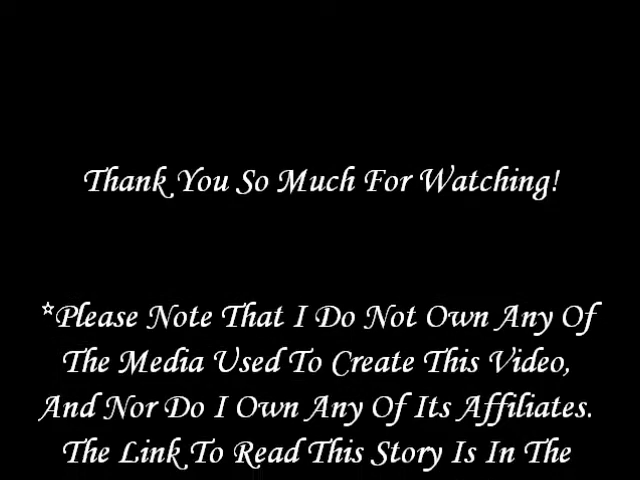 Thank You So Much For Watching!
*Please Note That I Do Not Own Any Of
The Media Used To Create This Video,
And Nor Do I Own Any Of Its Affiliates.
The Link To Read This Story Is In The